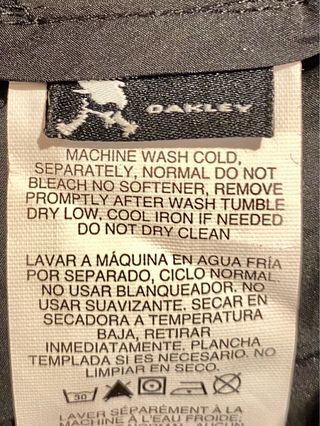 OAKLEY
MACHINE WASH COLD,
SEPARATELY, NORMAL DO NOT
BLEACH NO SOFTENER, REMOVE
PROMPTLY AFTER WASH TUMBLE
DRY LOW. COOL IRON IF NEEDED
DO NOT DRY CLEAN
LAVAR A MÁQUINA EN AGUA FRÍA
POR SEPARADO, CICLO NORMAL
NO USAR BLANQUEADOR. NO
USAR SUAVIZANTE. SECAR EN
SECADORA A TEMPERATURA
BAJA, RETIRAR
INMEDIATAMENTE. PLANCHA
TEMPLADA SI ES NECESARIO. NO
LIMPIAR EN SECO.
30
LAVER SÉPARÉMENT À LA
MACHINE À L'EAU FROIDE,
NORMAL AUCUN